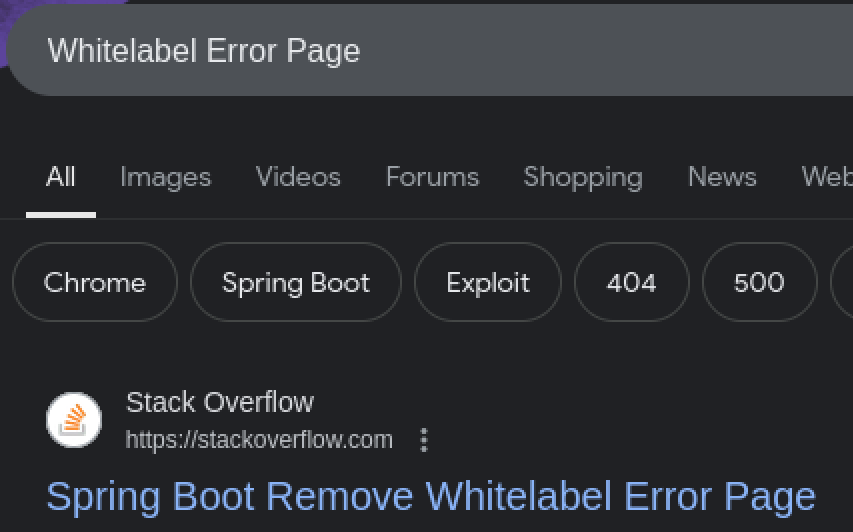 Whitelabel Error Page
All Images Videos Forums Shopping News Web
Chrome Spring Boot Exploit 404 500
Stack Overflow
https://stackoverflow.com
Spring Boot Remove Whitelabel Error Page